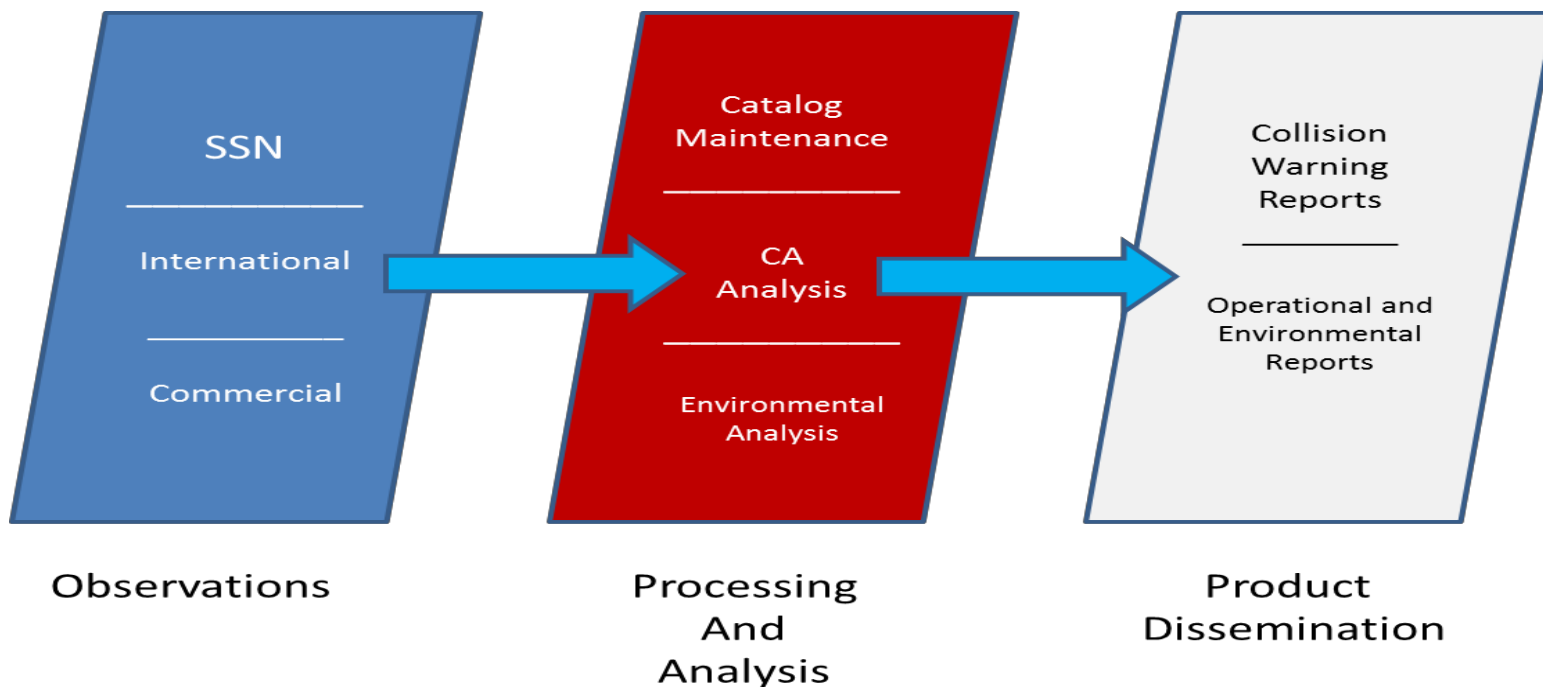 SSN
International
Commercial
Observations
Catalog
Maintenance
CA
Analysis
Environmental
Analysis
Processing
And
Analysis
Collision
Warning
Reports
Operational and
Environmental
Reports
Product
Dissemination